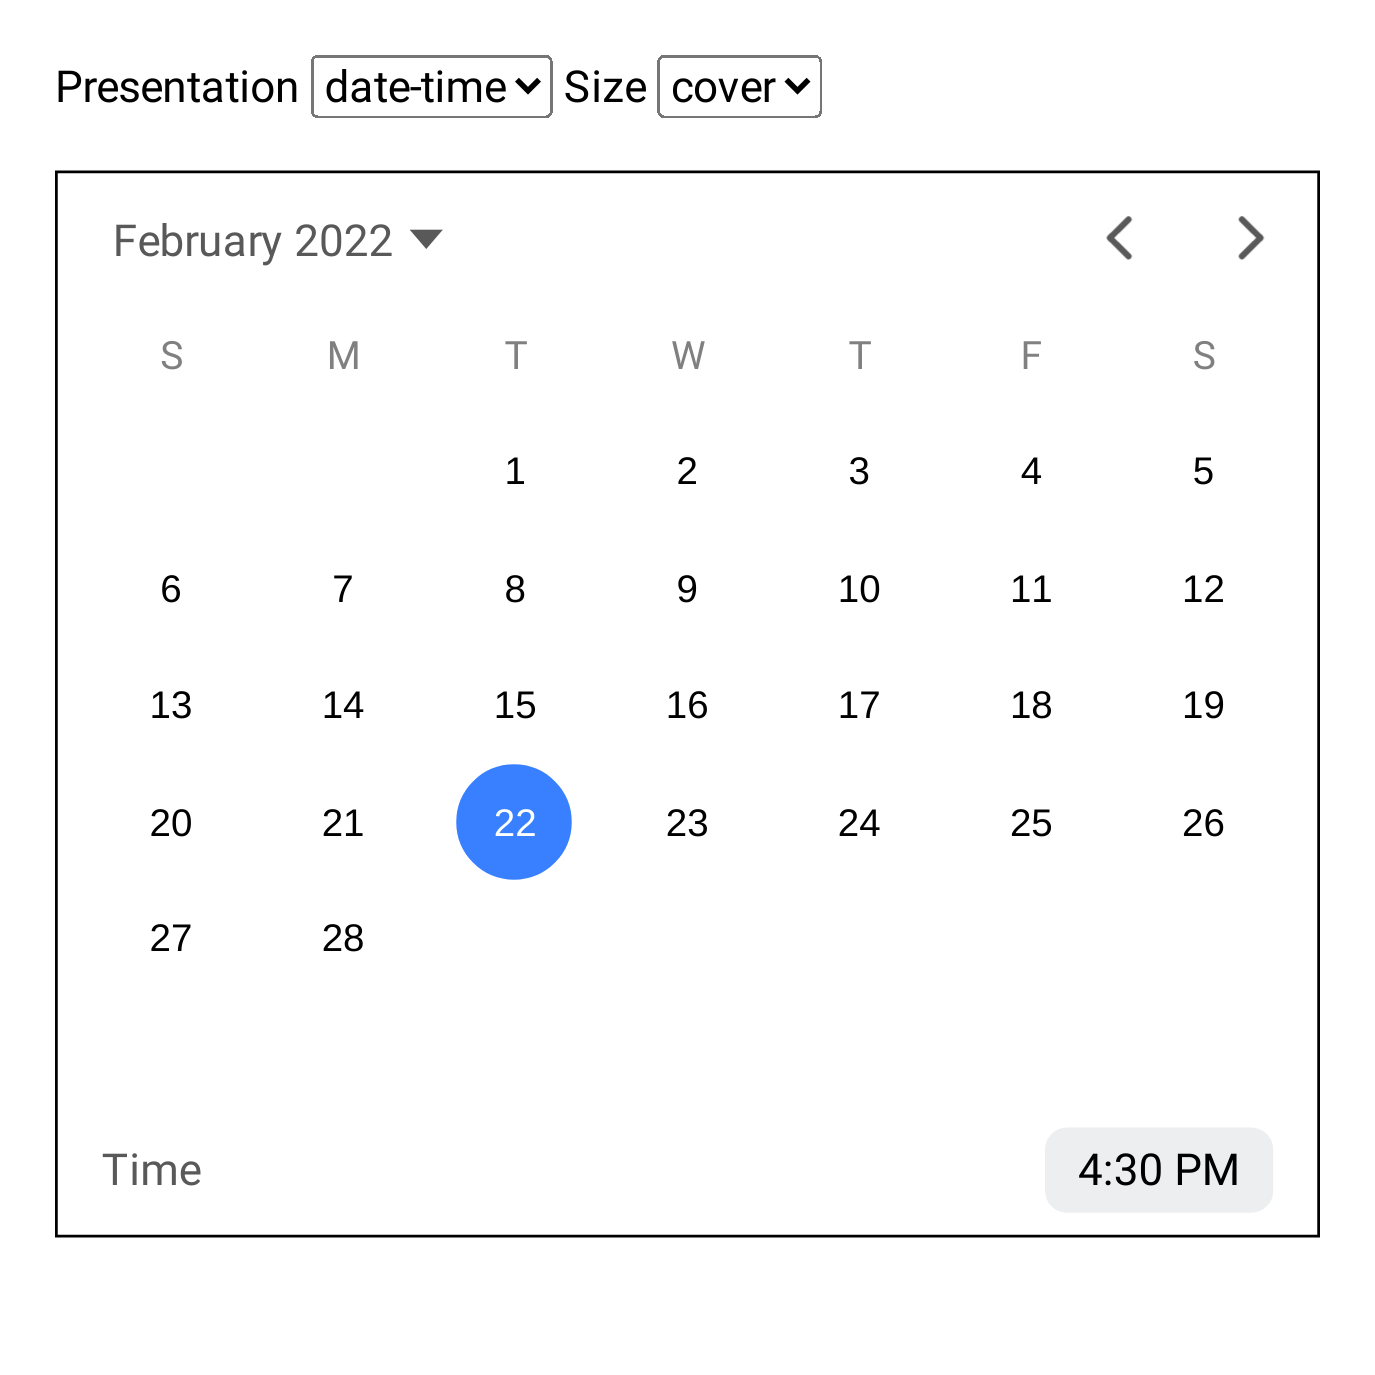 Presentation date-time Size cover
February 2022
S M T W T F S
1 2 3 4 5
6 7 8 9 10 11 12
13 14 15 16 17 18 19
20 21 22 23 24 25 26
27 28
Time 4:30 PM